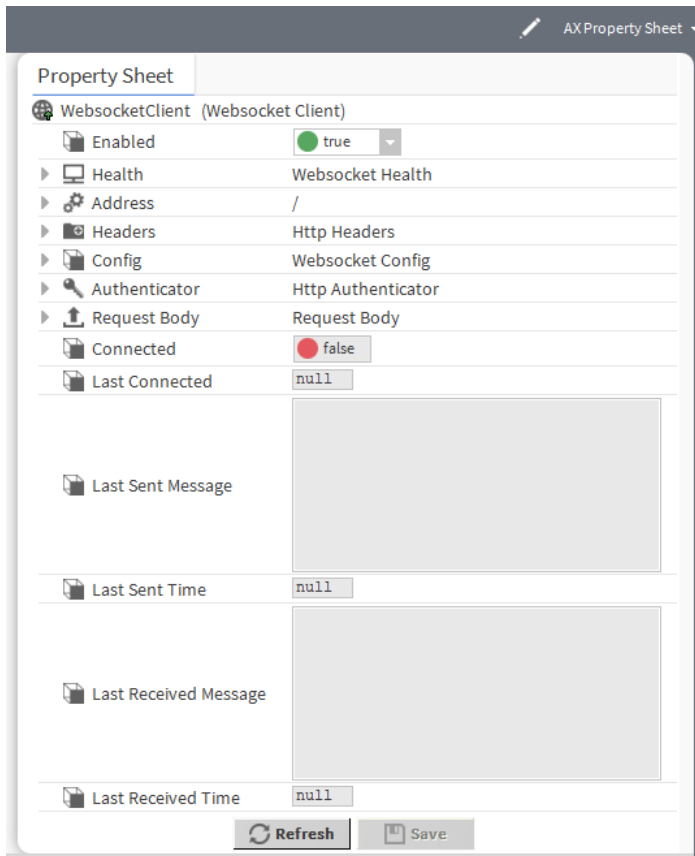 AX Property Sheet
Property Sheet
WebsocketClient (Websocket Client)
Enabled true
Health Websocket Health
Address /
Headers Http Headers
Config Websocket Config
Authenticator Http Authenticator
Request Body Request Body
Connected false
Last Connected null
Last Sent Message
Last Sent Time null
Last Received Message
Last Received Time null
Refresh Save